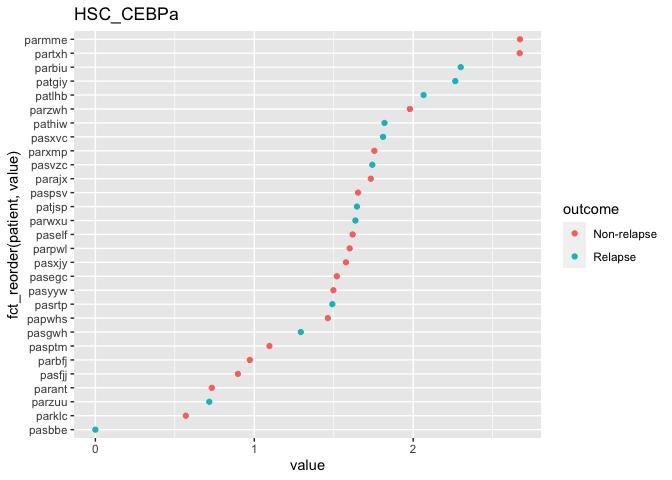 HSC_CEBPa
fct_reorder(patient, value)
parmme
partxh
parbiu
patgiy
patlhb
parzwh
pathiw
pasxvc
parxmp
pasvzc
parajx
paspsv
patjsp
parwxu
paself
parpwl
pasxjy
pasegc
pasyyw
pasrtp
papwhs
pasgwh
pasptm
parbfj
pasfjj
parant
parzuu
parklc
pasbbe
0 1 2
value
outcome
Non-relapse
Relapse